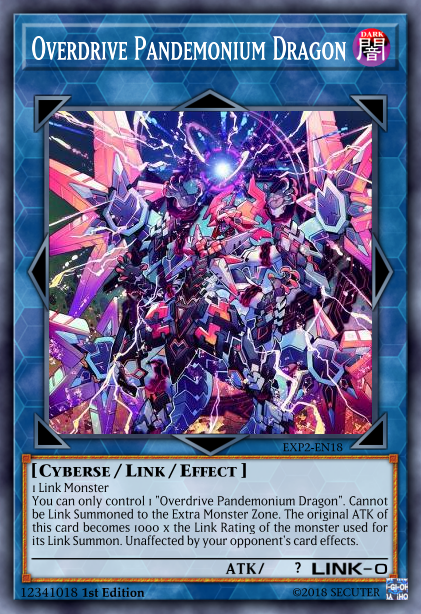 Overdrive Pandemonium Dragon
DARK
闇
EXP2-EN18
[Cyberse / Link / Effect ]
1 Link Monster
You can only control 1 "Overdrive Pandemonium Dragon". Cannot
be Link Summoned to the Extra Monster Zone. The original ATK of
this card becomes 1000 x the Link Rating of the monster used for
its Link Summon. Unaffected by your opponent's card effects.
ATK/ ? LINK-0
12341018 1st Edition ©2018 SECUTER